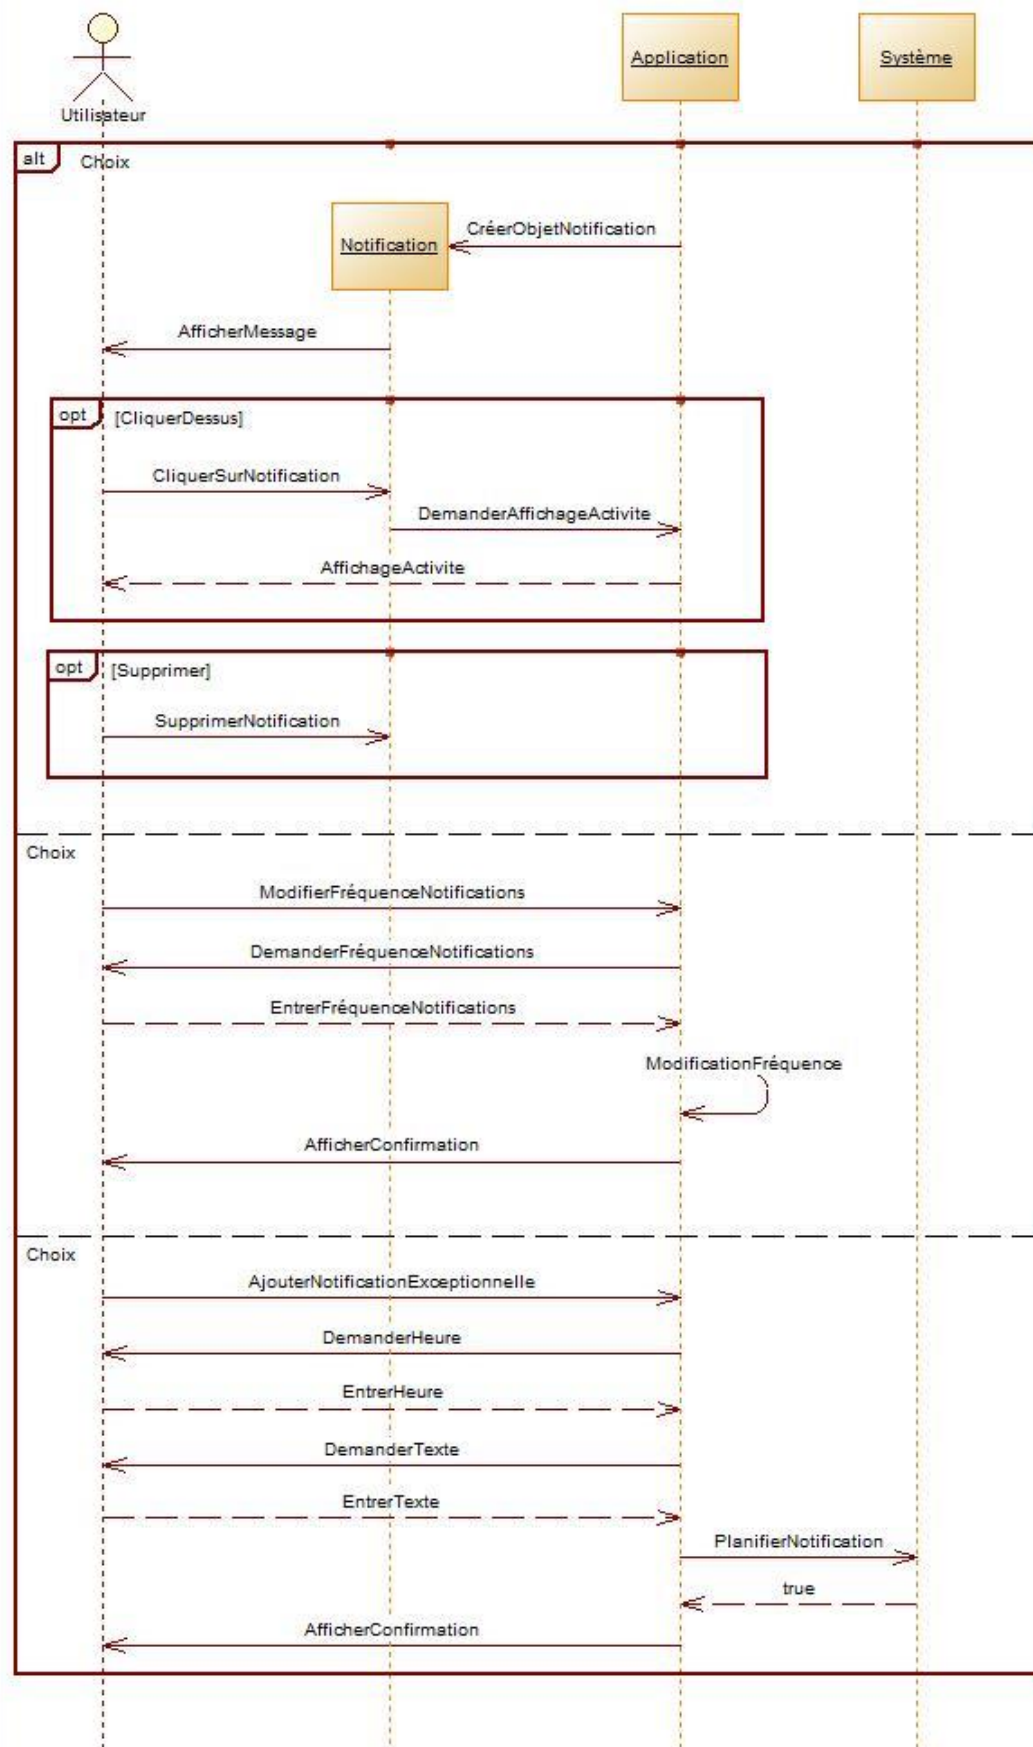 Utilisateur
Application
Système
alt
Choix
Notification
CréerObjetNotification
AfficherMessage
opt
[CliquerDessus]
CliquerSurNotification
DemanderAffichageActivite
AffichageActivite
opt
[Supprimer]
SupprimerNotification
Choix
ModifierFréquenceNotifications
DemanderFréquenceNotifications
EntrerFréquenceNotifications
ModificationFréquence
AfficherConfirmation
Choix
AjouterNotificationExceptionnelle
DemanderHeure
EntrerHeure
DemanderTexte
EntrerTexte
PlanifierNotification
true
AfficherConfirmation